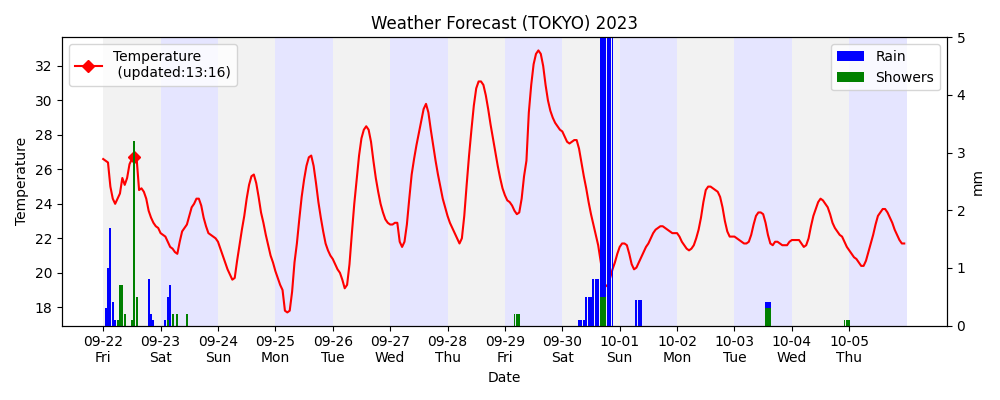 Weather Forecast (TOKYO) 2023
Temperature
(updated:13:16)
Rain
Showers
Temperature
32
30
28
26
24
22
20
18
5
4
3
2
1
0
mm
09-22 09-23 09-24 09-25 09-26 09-27 09-28 09-29 09-30 10-01 10-02 10-03 10-04 10-05
Fri Sat Sun Mon Tue Wed Thu Fri Sat Sun Mon Tue Wed Thu
Date